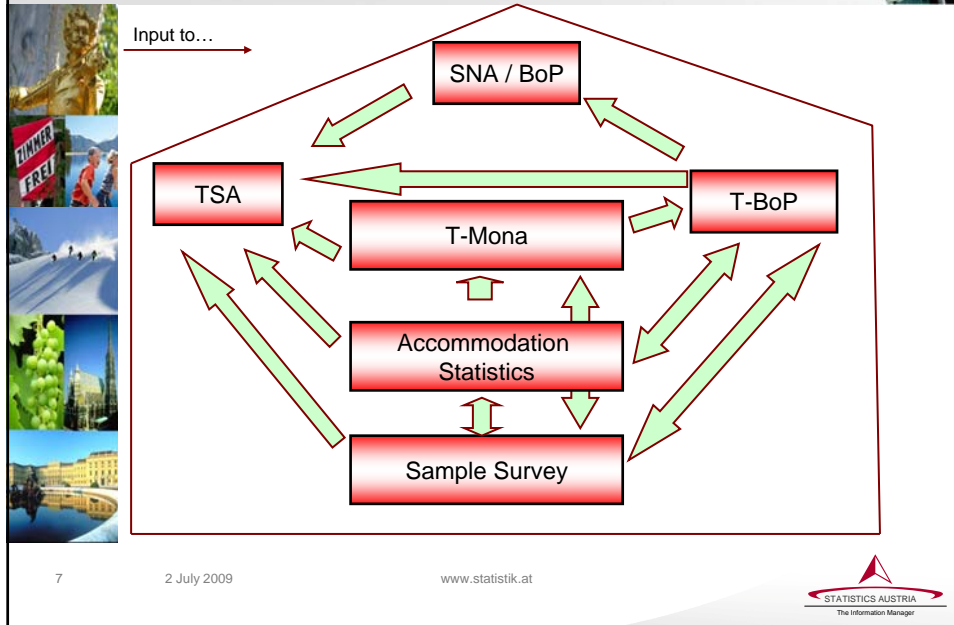 Input to…
SNA / BoP
ZIMMER
FREI
TSA
T-BoP
T-Mona
Accommodation
Statistics
Sample Survey
7
2 July 2009
www.statistik.at
STATISTICS AUSTRIA
The Information Manager